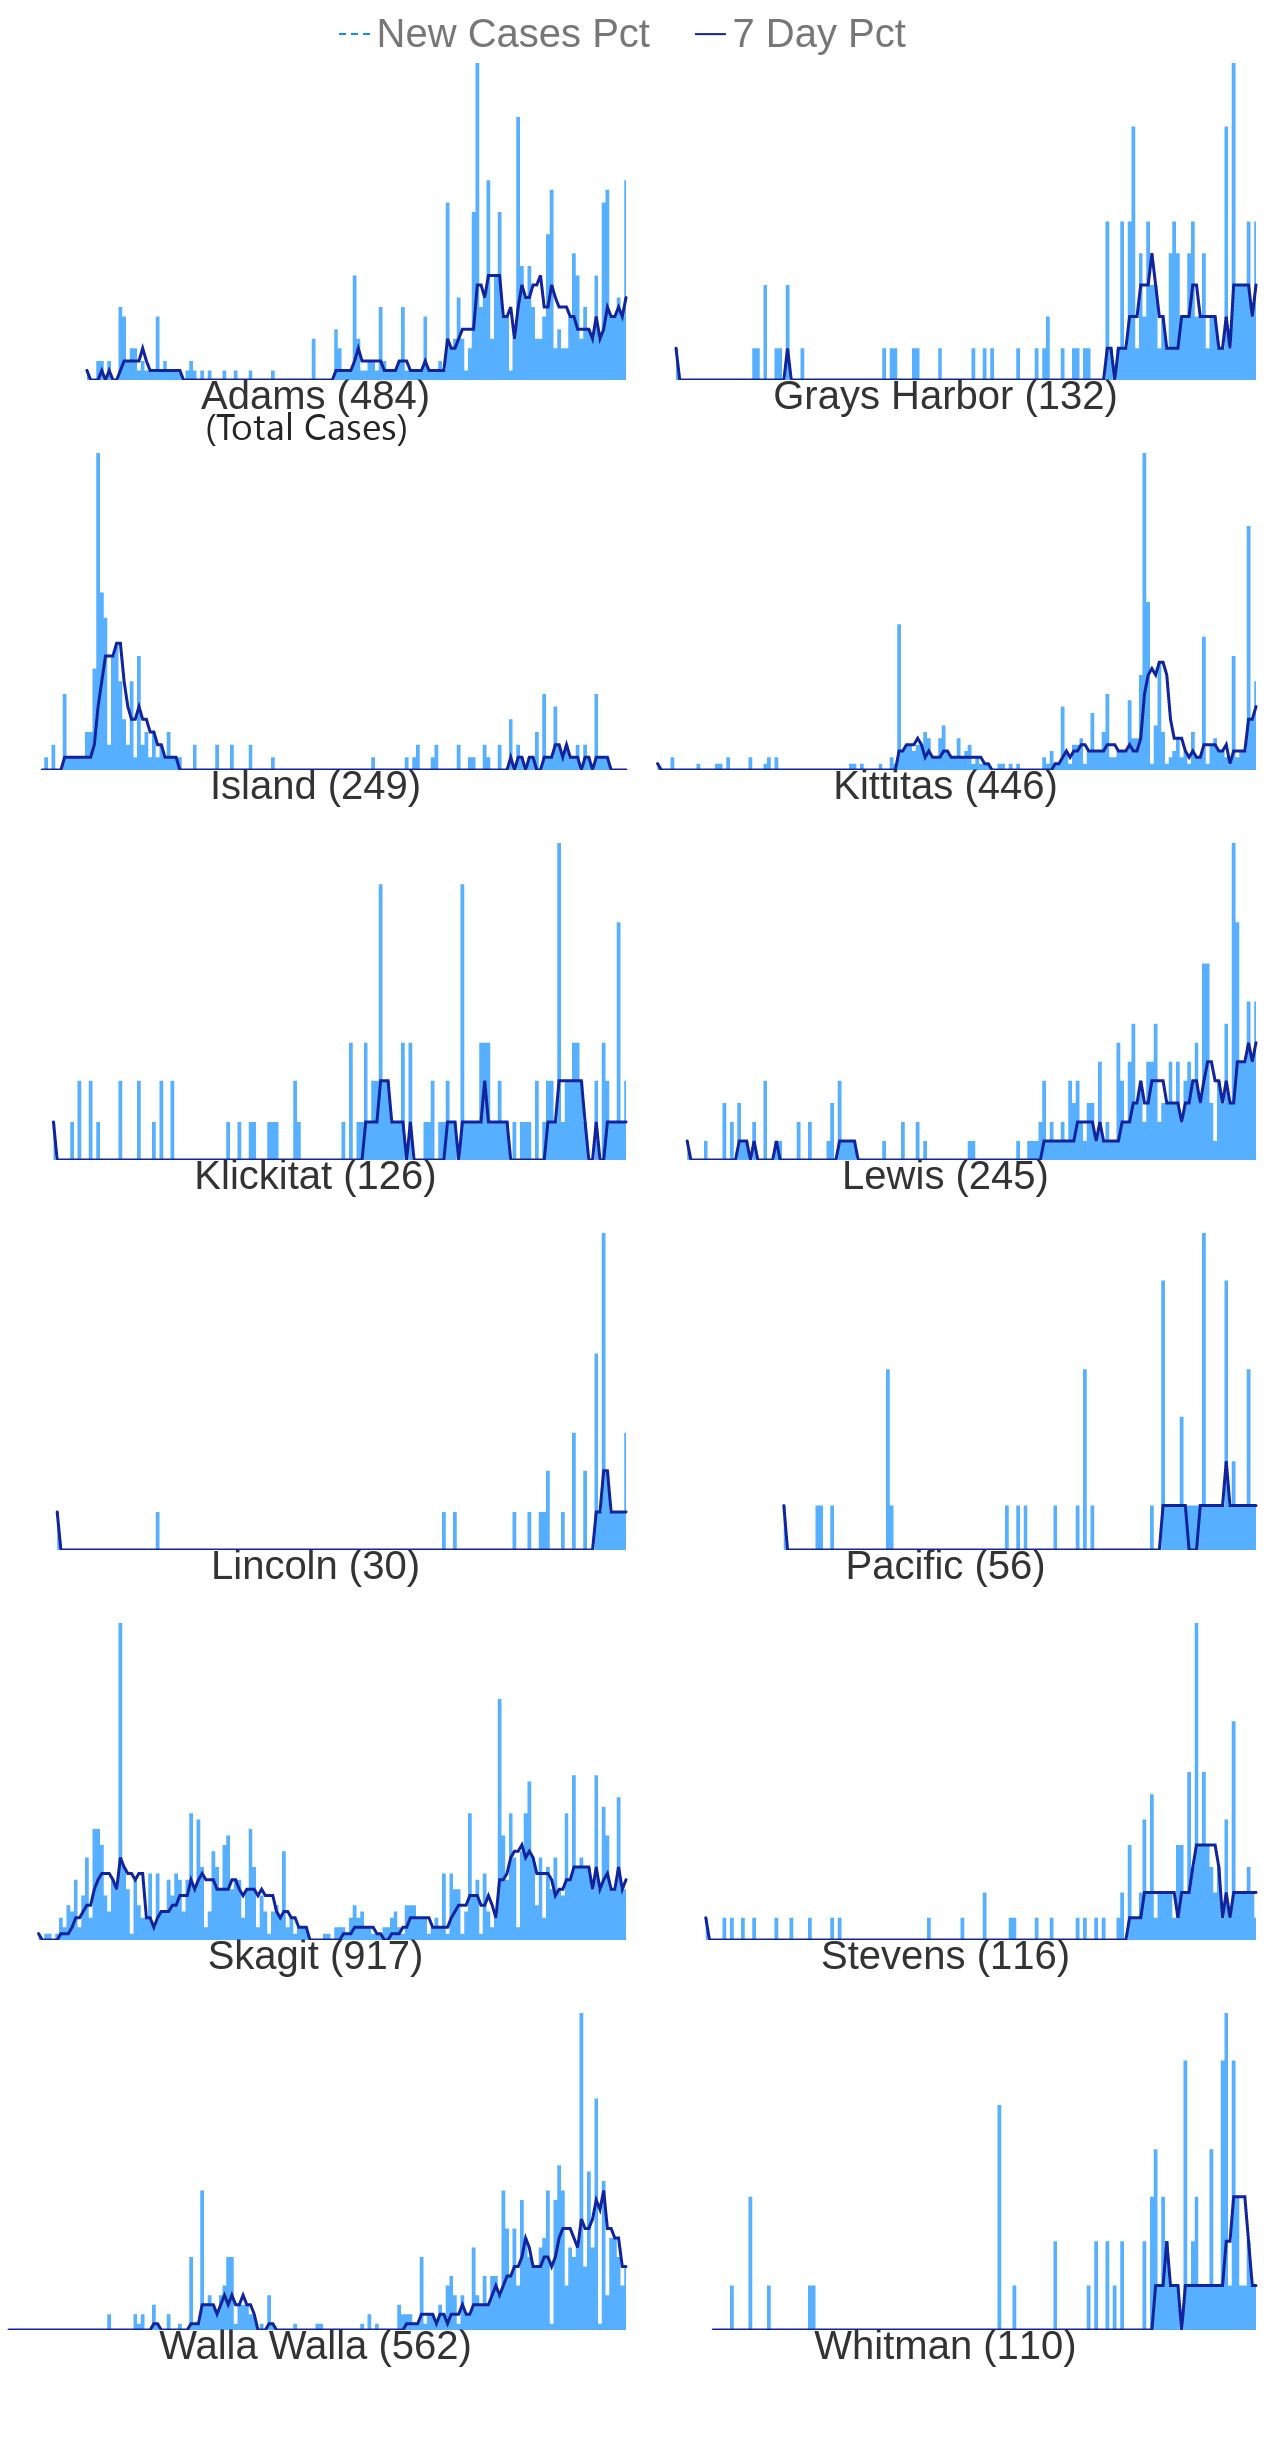 New Cases Pct 7 Day Pct
Adams (484) Grays Harbor (132)
(Total Cases)
Island (249) Kittitas (446)
Klickitat (126) Lewis (245)
Lincoln (30) Pacific (56)
Skagit (917) Stevens (116)
Walla Walla (562) Whitman (110)